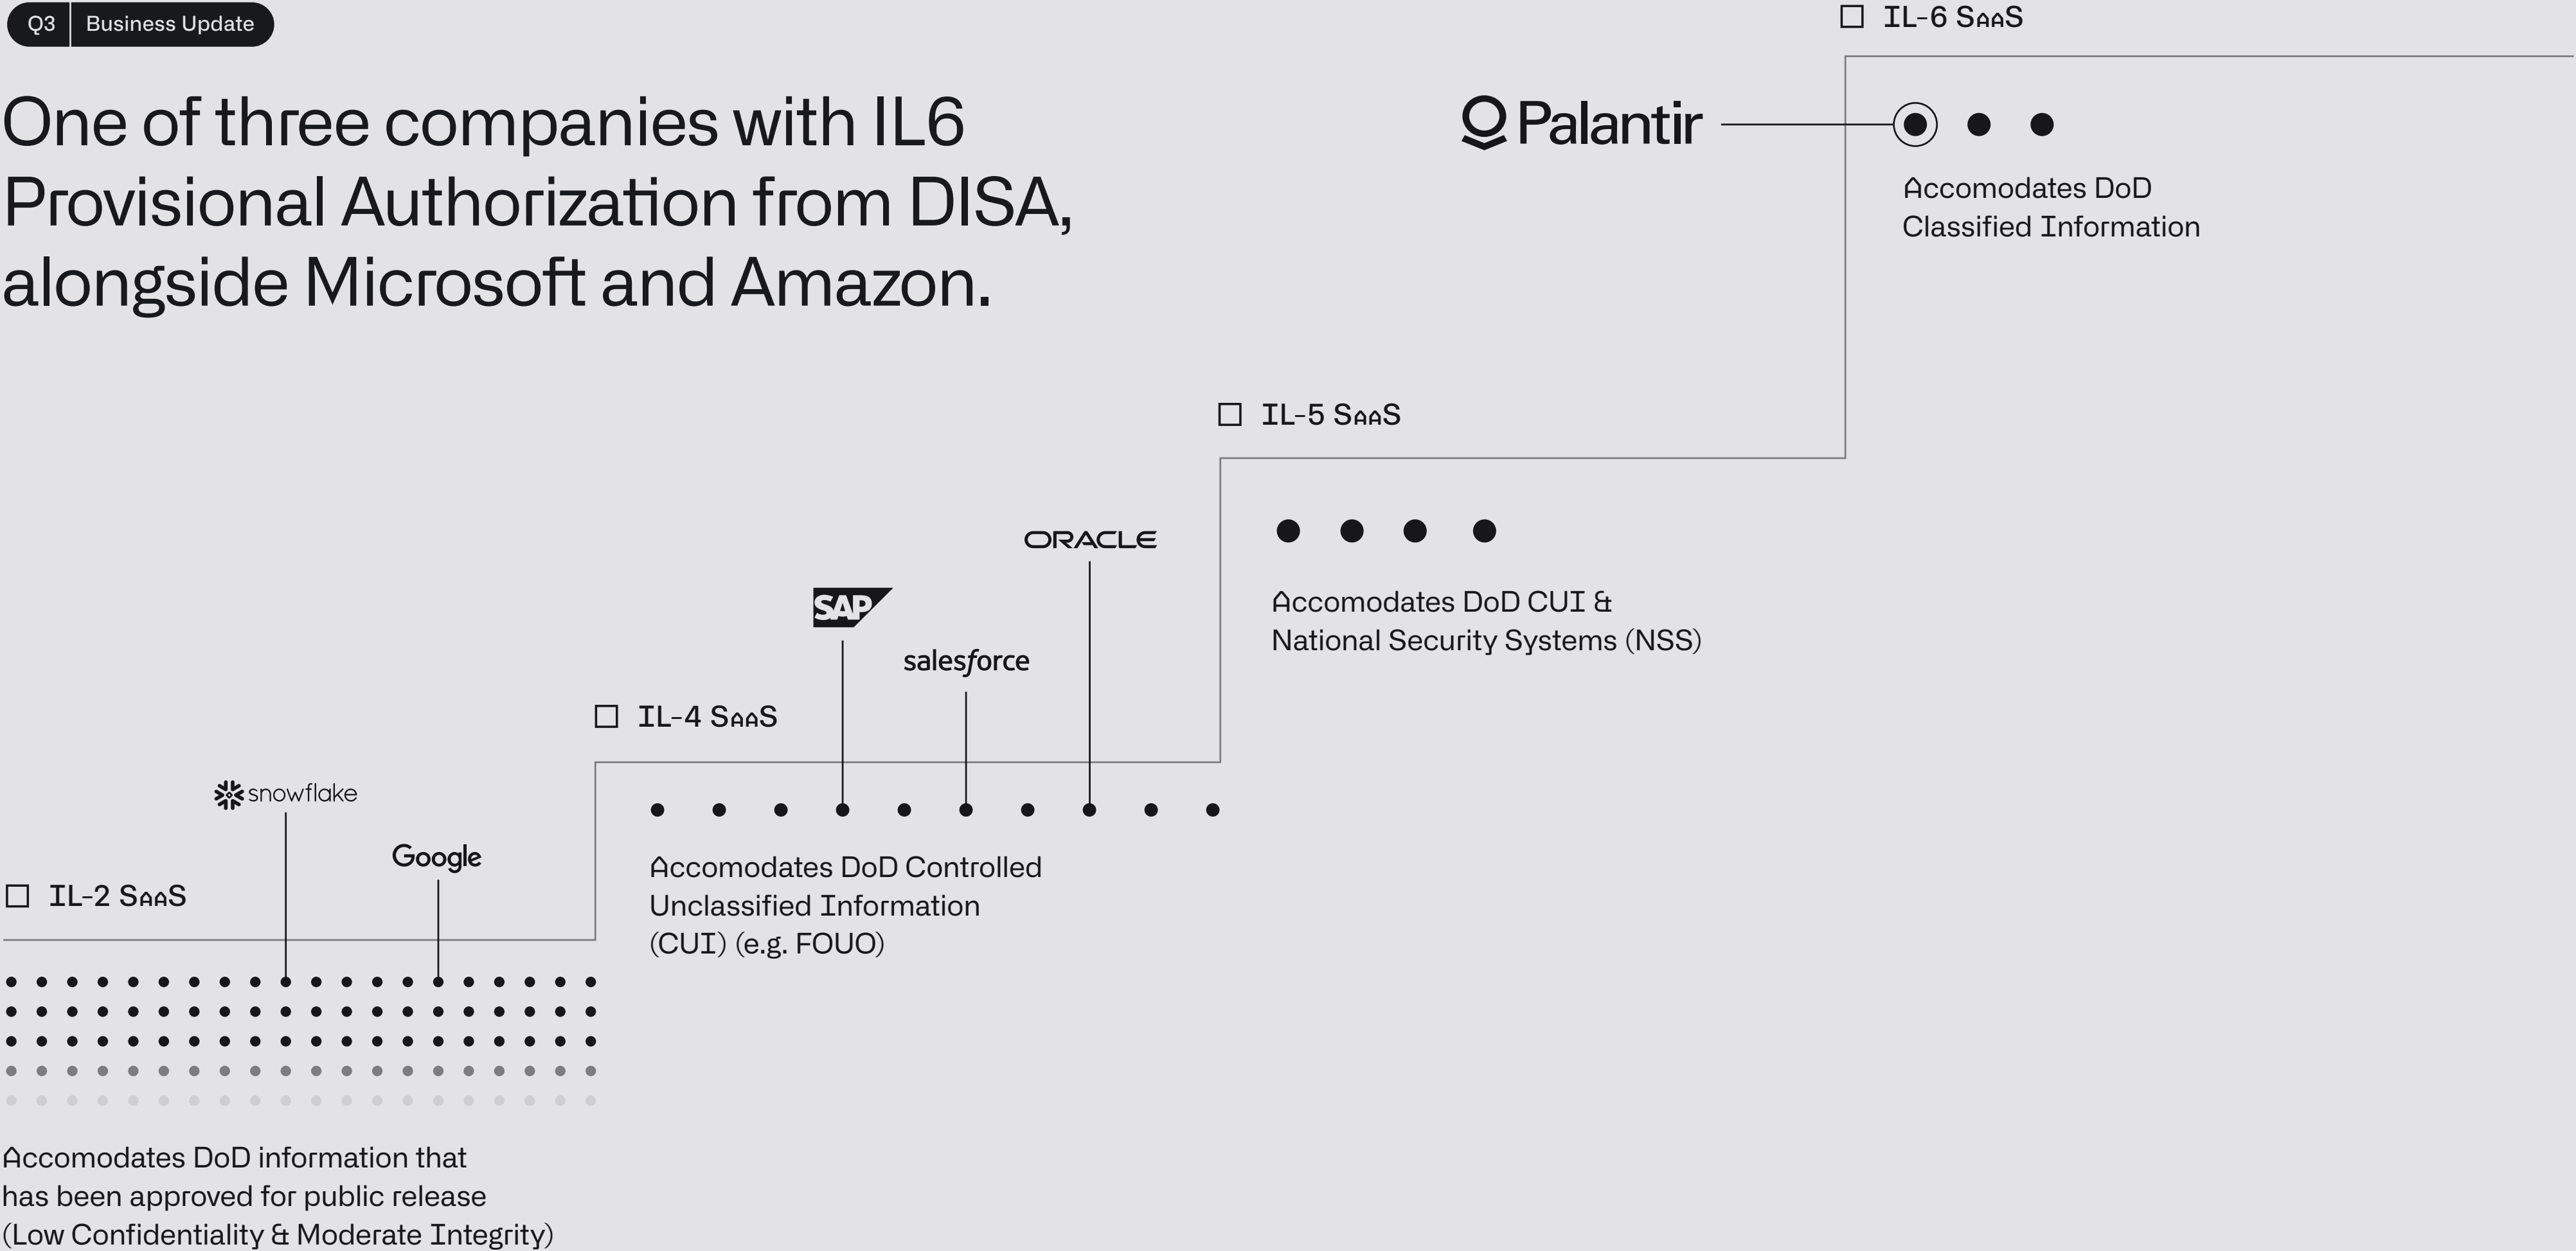 Q3 Business Update
One of three companies with IL6
Provisional Authorization from DISA,
alongside Microsoft and Amazon.
IL-6 SAAS
Palantir
Accomodates DoD
Classified Information
IL-5 SAAS
Accomodates DoD CUI &
National Security Systems (NSS)
ORACLE
SAP
salesforce
IL-4 SAAS
Accomodates DoD Controlled
Unclassified Information
(CUI) (e.g. FOUO)
snowflake
Google
IL-2 SAAS
Accomodates DoD information that
has been approved for public release
(Low Confidentiality & Moderate Integrity)